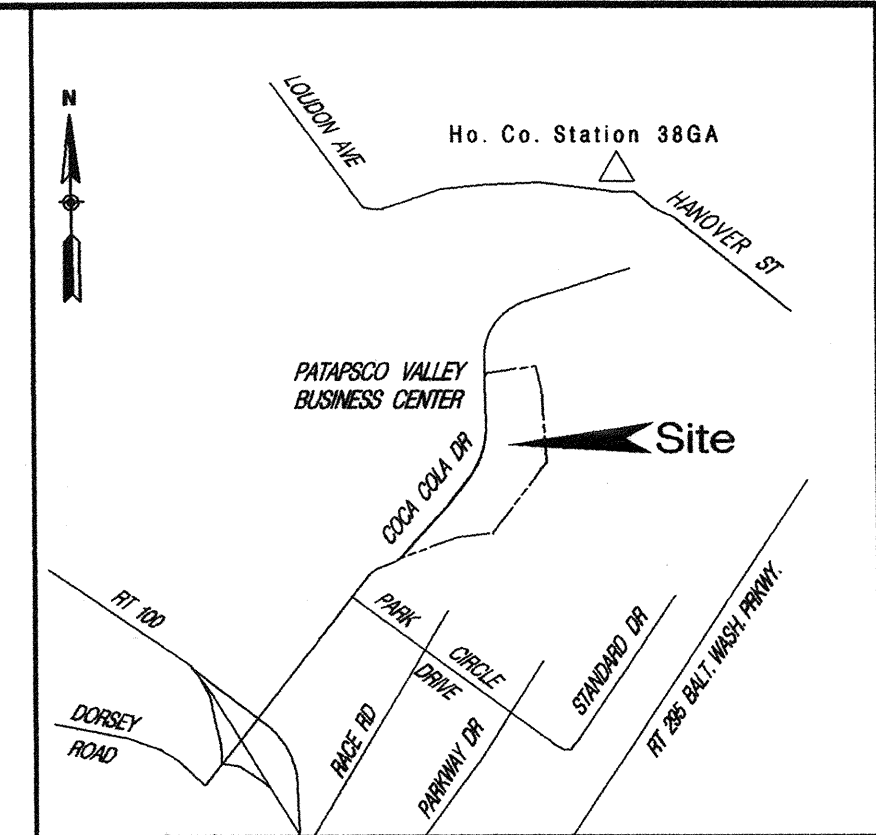 N
LOUDON AVE
Ho. Co. Station 38GA
HANOVER ST
PATAPSCO VALLEY
BUSINESS CENTER
Site
COCA COLA DR
RT 100
PARK
CIRCLE
DRIVE
STANDARD DR
RT 295 BALT. WASH. PRKWY.
DORSEY
ROAD
RACE RD
PARKWAY DR